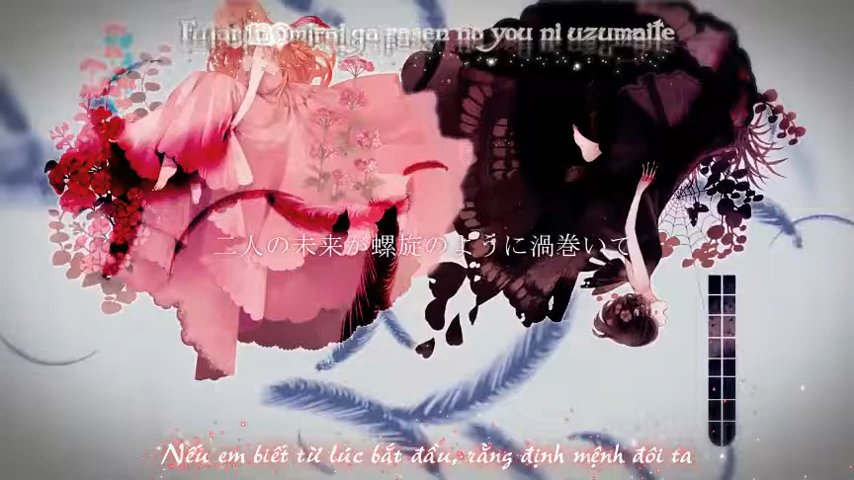 Futari no mirai ga rasen no you ni uzumaite
二人の未来が螺旋のように渦巻いて
Nếu em biết từ lúc bắt đầu, rằng định mệnh đôi ta